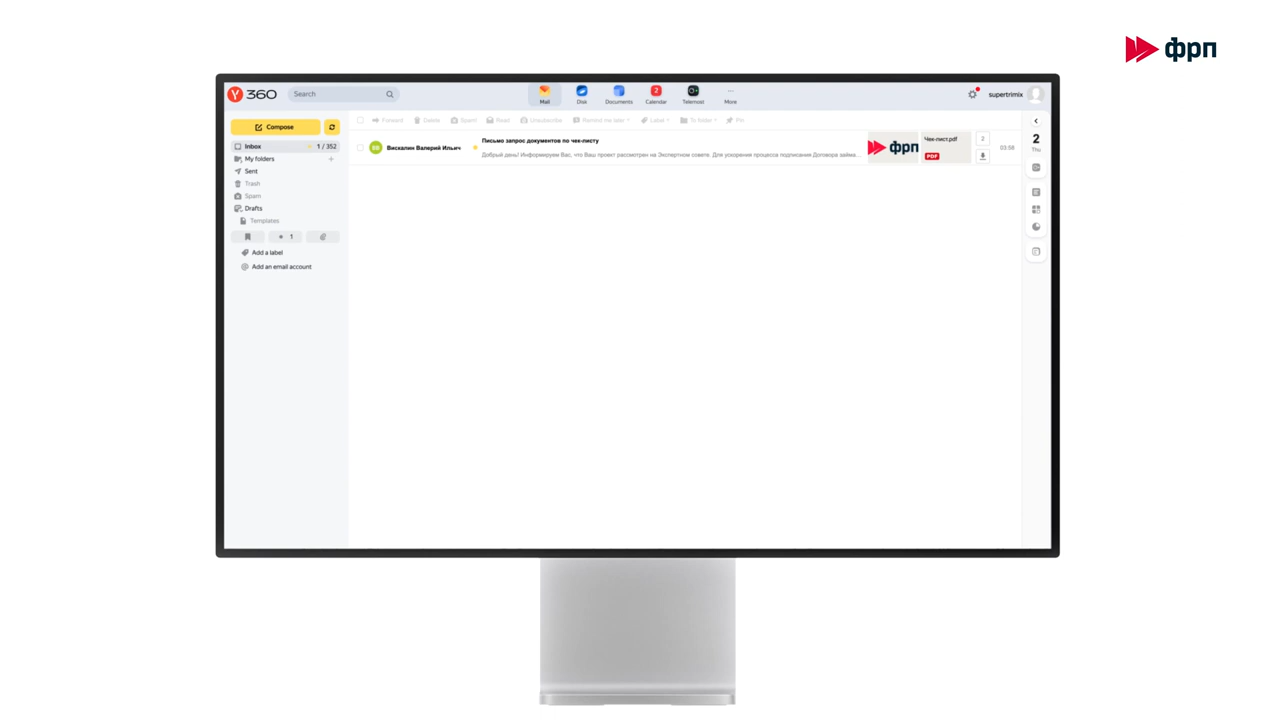 фрп
Y 360
Search
Mail
Disk
Documents
2
Calendar
Telemost
More
supertrimix
Compose
Forward
Delete
Spam!
Read
Unsubscribe
Remind me later
Label
To folder
Pin
Inbox
1 / 352
My folders
Sent
Trash
Spam
Drafts
Templates
1
Add a label
Add an email account
Вискалин Валерий Ильич
Письмо запрос документов по чек-листу
Добрый день! Информируем Вас, что Ваш проект рассмотрен на Экспертном совете. Для ускорения процесса подписания Договора займа...
фрп
Чек-лист.pdf
PDF
2
03:58
2
Thu